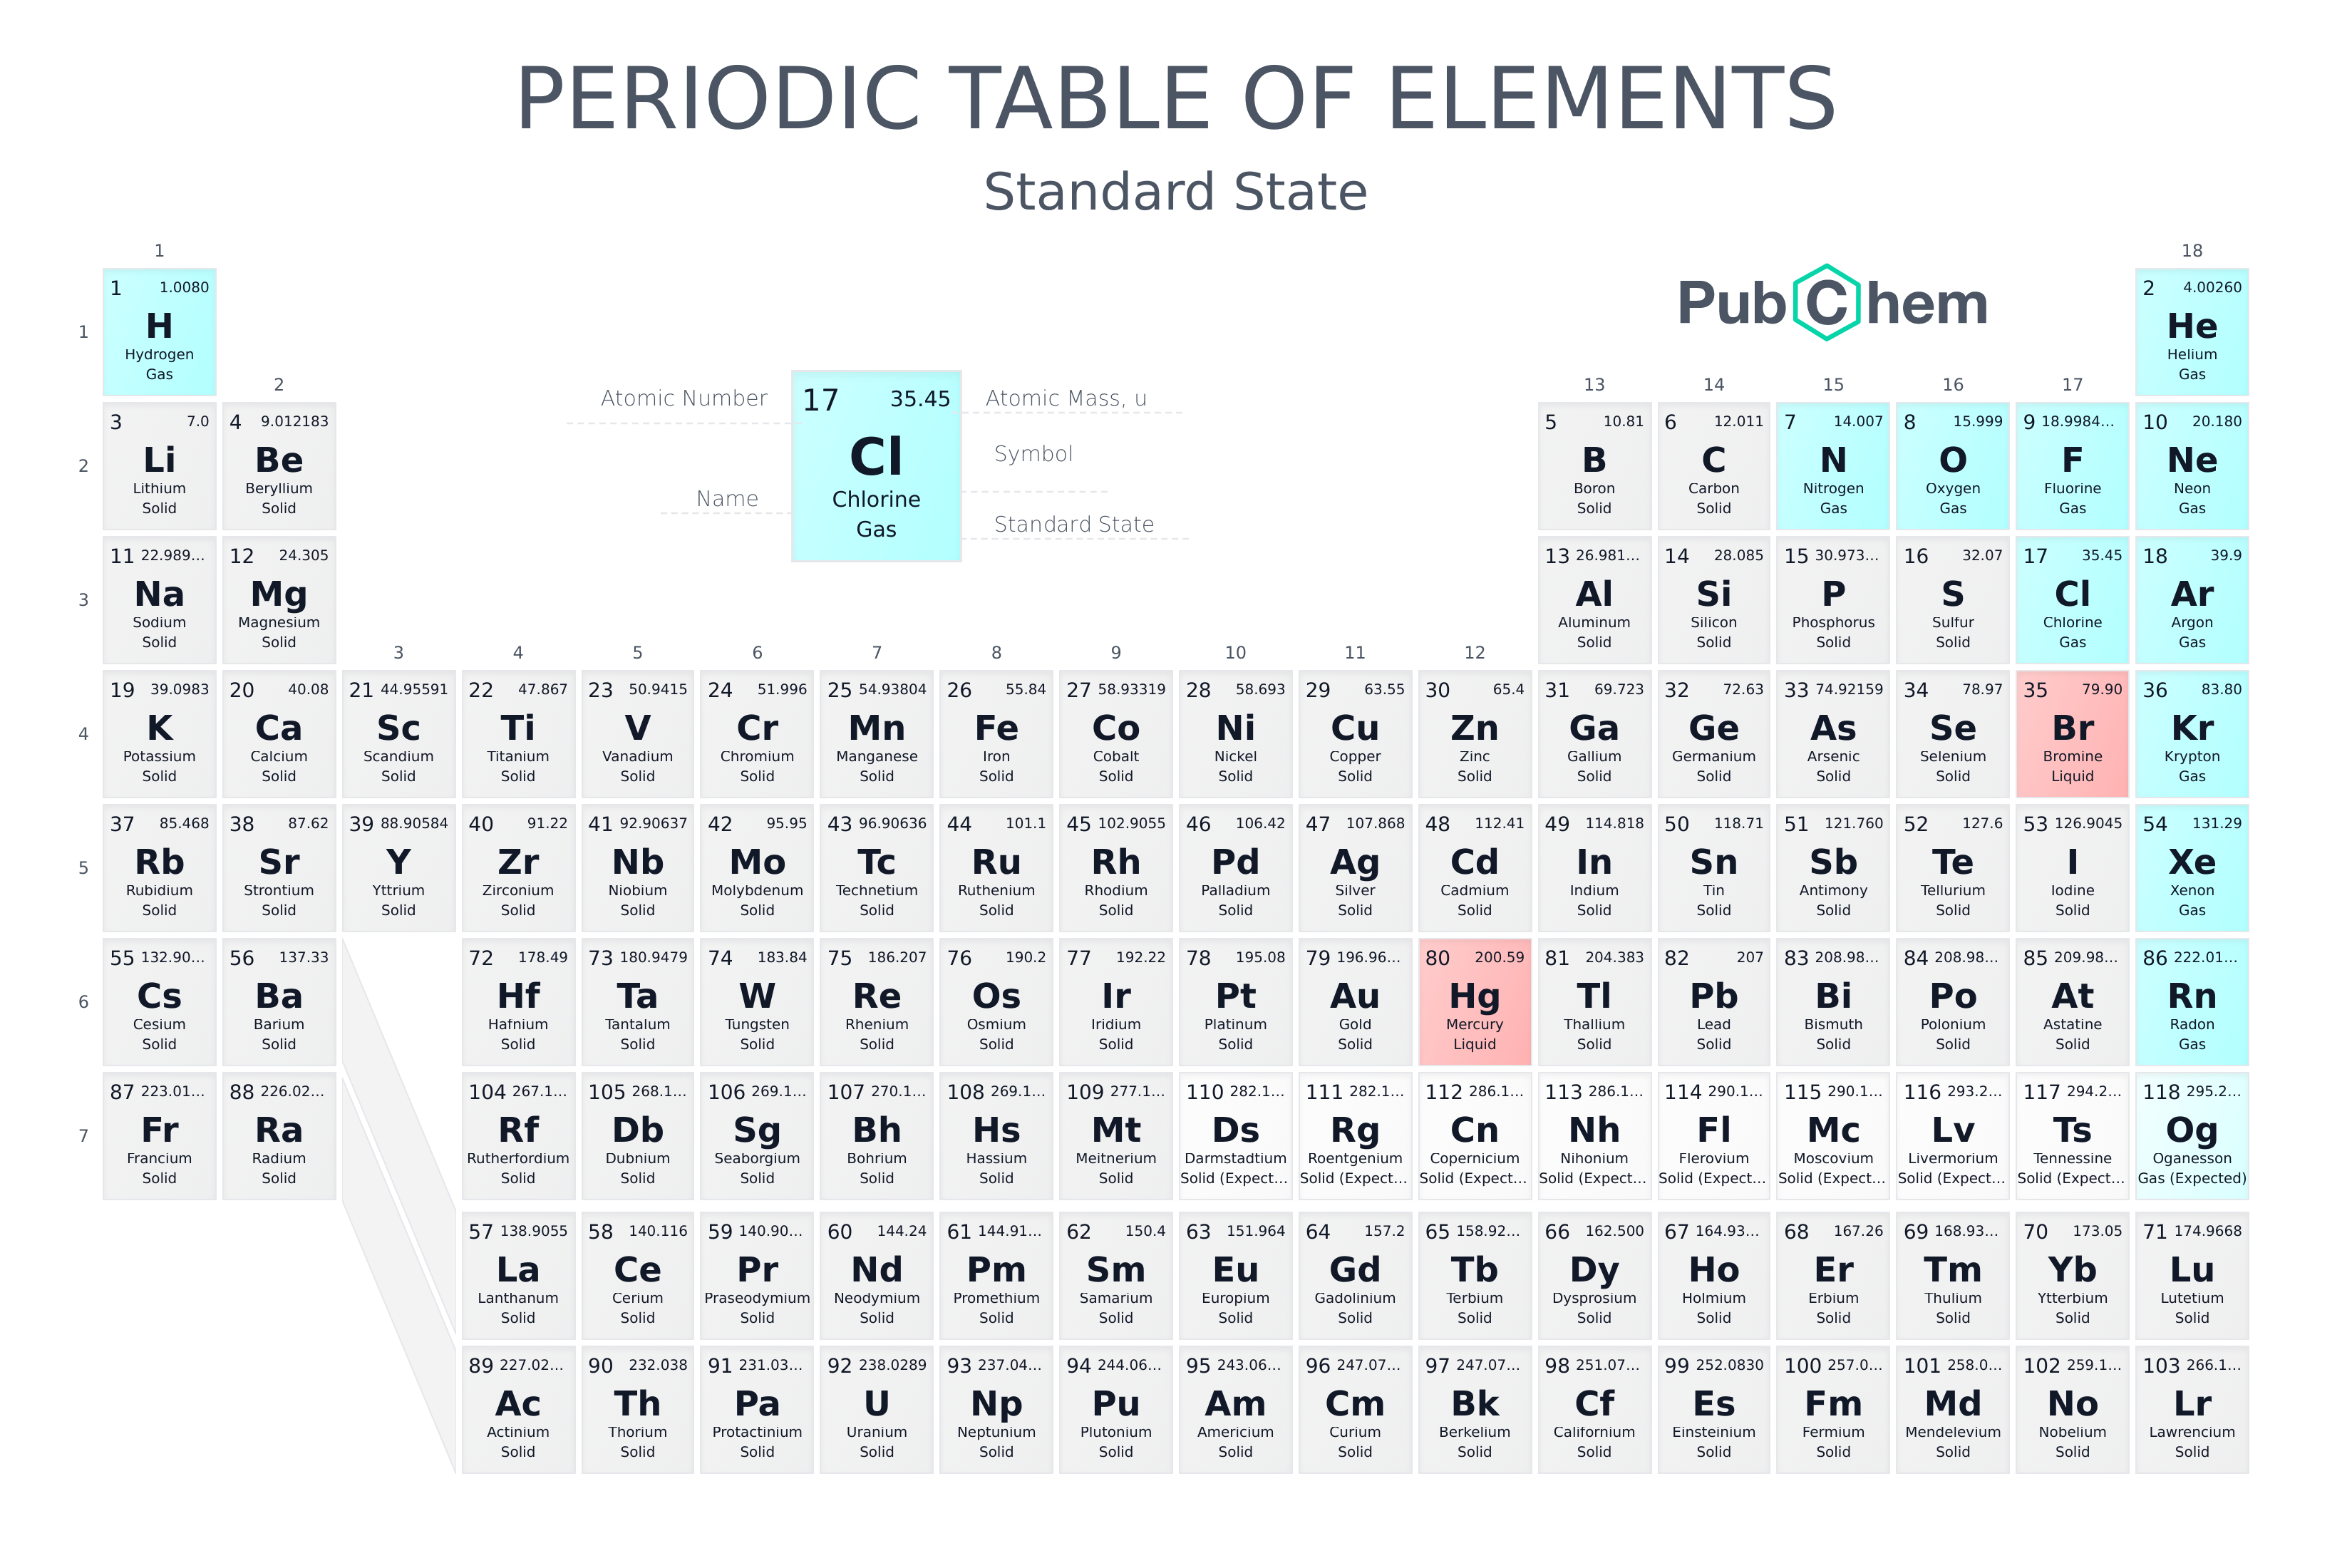 PERIODIC TABLE OF ELEMENTS
Standard State
1
18
1 1.0080
H
Hydrogen
Gas
PubChem
2 4.00260
He
Helium
Gas
1
2
13
14
15
16
17
Atomic Number
17 35.45
Cl
Chlorine
Gas
Atomic Mass, u
Symbol
Name
Standard State
2
3 7.0
Li
Lithium
Solid
4 9.012183
Be
Beryllium
Solid
5 10.81
B
Boron
Solid
6 12.011
C
Carbon
Solid
7 14.007
N
Nitrogen
Gas
8 15.999
O
Oxygen
Gas
9 18.9984...
F
Fluorine
Gas
10 20.180
Ne
Neon
Gas
3
11 22.989...
Na
Sodium
Solid
12 24.305
Mg
Magnesium
Solid
13 26.981...
Al
Aluminum
Solid
14 28.085
Si
Silicon
Solid
15 30.973...
P
Phosphorus
Solid
16 32.07
S
Sulfur
Solid
17 35.45
Cl
Chlorine
Gas
18 39.9
Ar
Argon
Gas
3
4
5
6
7
8
9
10
11
12
4
19 39.0983
K
Potassium
Solid
20 40.08
Ca
Calcium
Solid
21 44.95591
Sc
Scandium
Solid
22 47.867
Ti
Titanium
Solid
23 50.9415
V
Vanadium
Solid
24 51.996
Cr
Chromium
Solid
25 54.93804
Mn
Manganese
Solid
26 55.84
Fe
Iron
Solid
27 58.93319
Co
Cobalt
Solid
28 58.693
Ni
Nickel
Solid
29 63.55
Cu
Copper
Solid
30 65.4
Zn
Zinc
Solid
31 69.723
Ga
Gallium
Solid
32 72.63
Ge
Germanium
Solid
33 74.92159
As
Arsenic
Solid
34 78.97
Se
Selenium
Solid
35 79.90
Br
Bromine
Liquid
36 83.80
Kr
Krypton
Gas
5
37 85.468
Rb
Rubidium
Solid
38 87.62
Sr
Strontium
Solid
39 88.90584
Y
Yttrium
Solid
40 91.22
Zr
Zirconium
Solid
41 92.90637
Nb
Niobium
Solid
42 95.95
Mo
Molybdenum
Solid
43 96.90636
Tc
Technetium
Solid
44 101.1
Ru
Ruthenium
Solid
45 102.9055
Rh
Rhodium
Solid
46 106.42
Pd
Palladium
Solid
47 107.868
Ag
Silver
Solid
48 112.41
Cd
Cadmium
Solid
49 114.818
In
Indium
Solid
50 118.71
Sn
Tin
Solid
51 121.760
Sb
Antimony
Solid
52 127.6
Te
Tellurium
Solid
53 126.9045
I
Iodine
Solid
54 131.29
Xe
Xenon
Gas
6
55 132.90...
Cs
Cesium
Solid
56 137.33
Ba
Barium
Solid
72 178.49
Hf
Hafnium
Solid
73 180.9479
Ta
Tantalum
Solid
74 183.84
W
Tungsten
Solid
75 186.207
Re
Rhenium
Solid
76 190.2
Os
Osmium
Solid
77 192.22
Ir
Iridium
Solid
78 195.08
Pt
Platinum
Solid
79 196.96...
Au
Gold
Solid
80 200.59
Hg
Mercury
Liquid
81 204.383
Tl
Thallium
Solid
82 207
Pb
Lead
Solid
83 208.98...
Bi
Bismuth
Solid
84 208.98...
Po
Polonium
Solid
85 209.98...
At
Astatine
Solid
86 222.01...
Rn
Radon
Gas
7
87 223.01...
Fr
Francium
Solid
88 226.02...
Ra
Radium
Solid
104 267.1...
Rf
Rutherfordium
Solid
105 268.1...
Db
Dubnium
Solid
106 269.1...
Sg
Seaborgium
Solid
107 270.1...
Bh
Bohrium
Solid
108 269.1...
Hs
Hassium
Solid
109 277.1...
Mt
Meitnerium
Solid
110 282.1...
Ds
Darmstadtium
Solid (Expect...
111 282.1...
Rg
Roentgenium
Solid (Expect...
112 286.1...
Cn
Copernicium
Solid (Expect...
113 286.1...
Nh
Nihonium
Solid (Expect...
114 290.1...
Fl
Flerovium
Solid (Expect...
115 290.1...
Mc
Moscovium
Solid (Expect...
116 293.2...
Lv
Livermorium
Solid (Expect...
117 294.2...
Ts
Tennessine
Solid (Expect...
118 295.2...
Og
Oganesson
Gas (Expected)
57 138.9055
La
Lanthanum
Solid
58 140.116
Ce
Cerium
Solid
59 140.90...
Pr
Praseodymium
Solid
60 144.24
Nd
Neodymium
Solid
61 144.91...
Pm
Promethium
Solid
62 150.4
Sm
Samarium
Solid
63 151.964
Eu
Europium
Solid
64 157.2
Gd
Gadolinium
Solid
65 158.92...
Tb
Terbium
Solid
66 162.500
Dy
Dysprosium
Solid
67 164.93...
Ho
Holmium
Solid
68 167.26
Er
Erbium
Solid
69 168.93...
Tm
Thulium
Solid
70 173.05
Yb
Ytterbium
Solid
71 174.9668
Lu
Lutetium
Solid
89 227.02...
Ac
Actinium
Solid
90 232.038
Th
Thorium
Solid
91 231.03...
Pa
Protactinium
Solid
92 238.0289
U
Uranium
Solid
93 237.04...
Np
Neptunium
Solid
94 244.06...
Pu
Plutonium
Solid
95 243.06...
Am
Americium
Solid
96 247.07...
Cm
Curium
Solid
97 247.07...
Bk
Berkelium
Solid
98 251.07...
Cf
Californium
Solid
99 252.0830
Es
Einsteinium
Solid
100 257.0...
Fm
Fermium
Solid
101 258.0...
Md
Mendelevium
Solid
102 259.1...
No
Nobelium
Solid
103 266.1...
Lr
Lawrencium
Solid